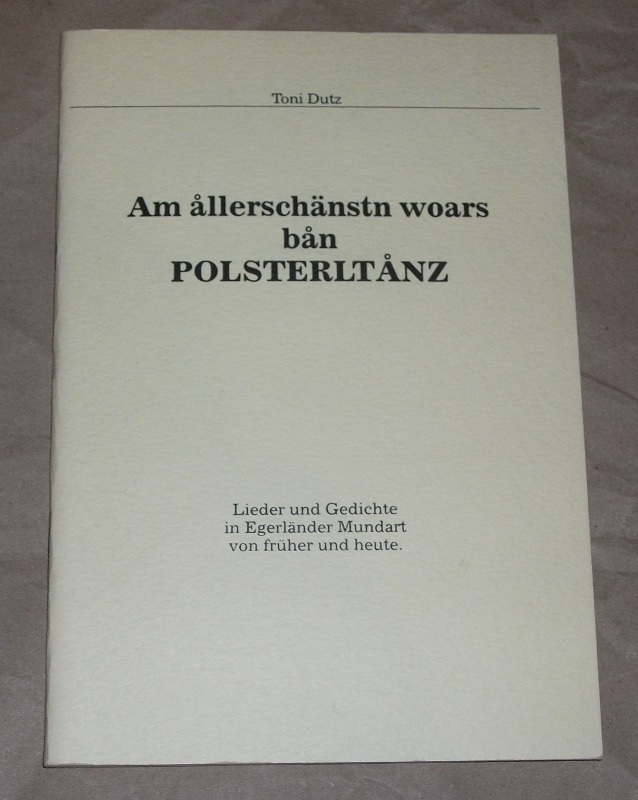 Toni Dutz
Am ållerschänstn woars
bån
POLSTERLTÅNZ
Lieder und Gedichte
in Egerländer Mundart
von früher und heute.